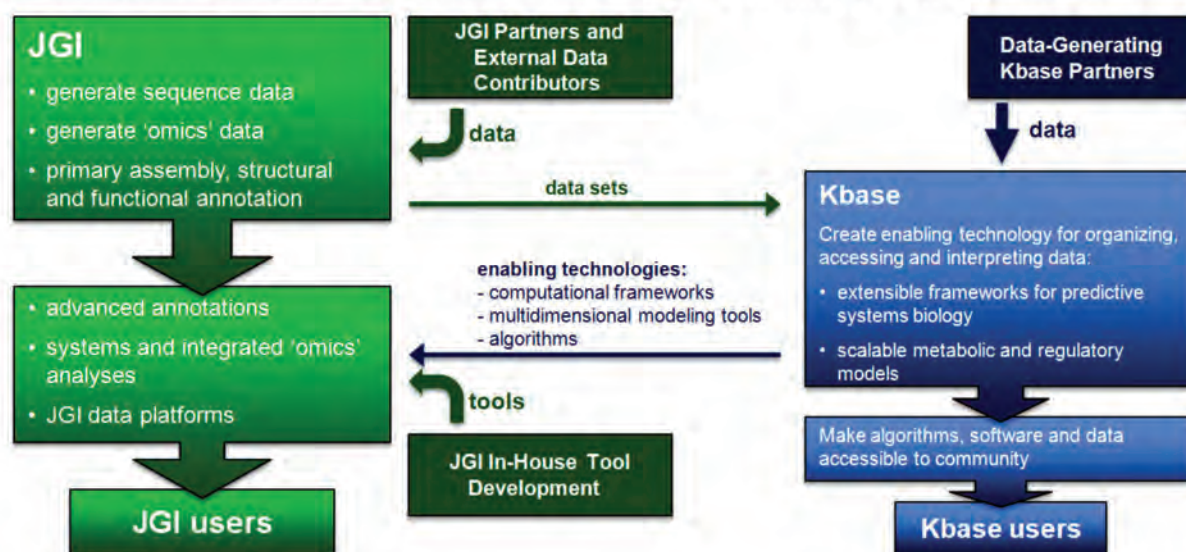 JGI
• generate sequence data
• generate ‘omics’ data
• primary assembly, structural
and functional annotation
JGI Partners and
External Data
Contributors
data
Data-Generating
Kbase Partners
data
data sets
Kbase
Create enabling technology for organizing,
accessing and interpreting data:
• extensible frameworks for predictive
systems biology
• scalable metabolic and regulatory
models
enabling technologies:
- computational frameworks
- multidimensional modeling tools
- algorithms
• advanced annotations
• systems and integrated ‘omics’
analyses
• JGI data platforms
tools
JGI In-House Tool
Development
Make algorithms, software and data
accessible to community
JGI users
Kbase users